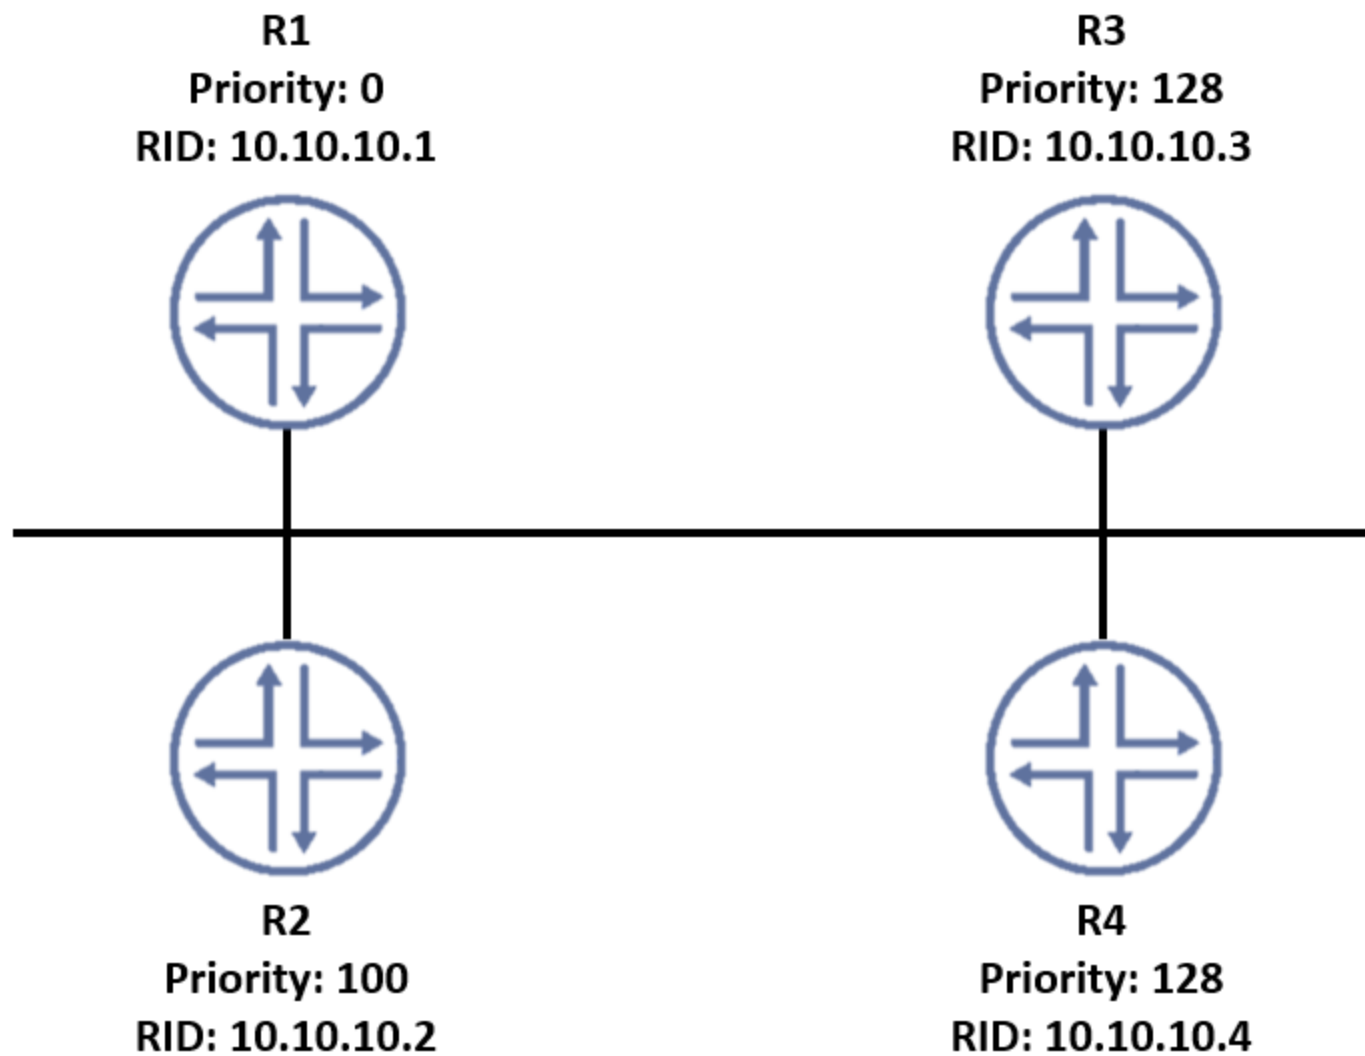 R1
Priority: 0
RID: 10.10.10.1
R3
Priority: 128
RID: 10.10.10.3
R2
Priority: 100
RID: 10.10.10.2
R4
Priority: 128
RID: 10.10.10.4